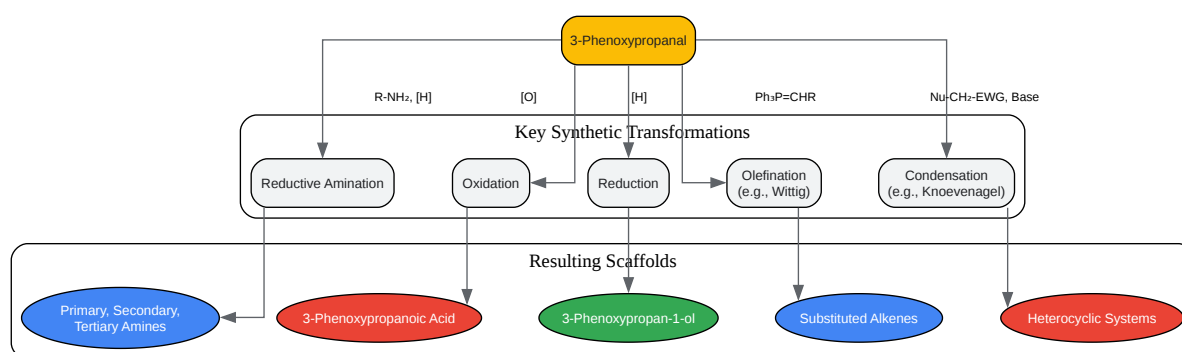 3-Phenoxypropanal
R-NH₂, [H]
[O]
[H]
Ph₃P=CHR
Nu-CH₂-EWG, Base
Key Synthetic Transformations
Reductive Amination
Oxidation
Reduction
Olefination
(e.g., Wittig)
Condensation
(e.g., Knoevenagel)
Resulting Scaffolds
Primary, Secondary,
Tertiary Amines
3-Phenoxypropanoic Acid
3-Phenoxypropan-1-ol
Substituted Alkenes
Heterocyclic Systems